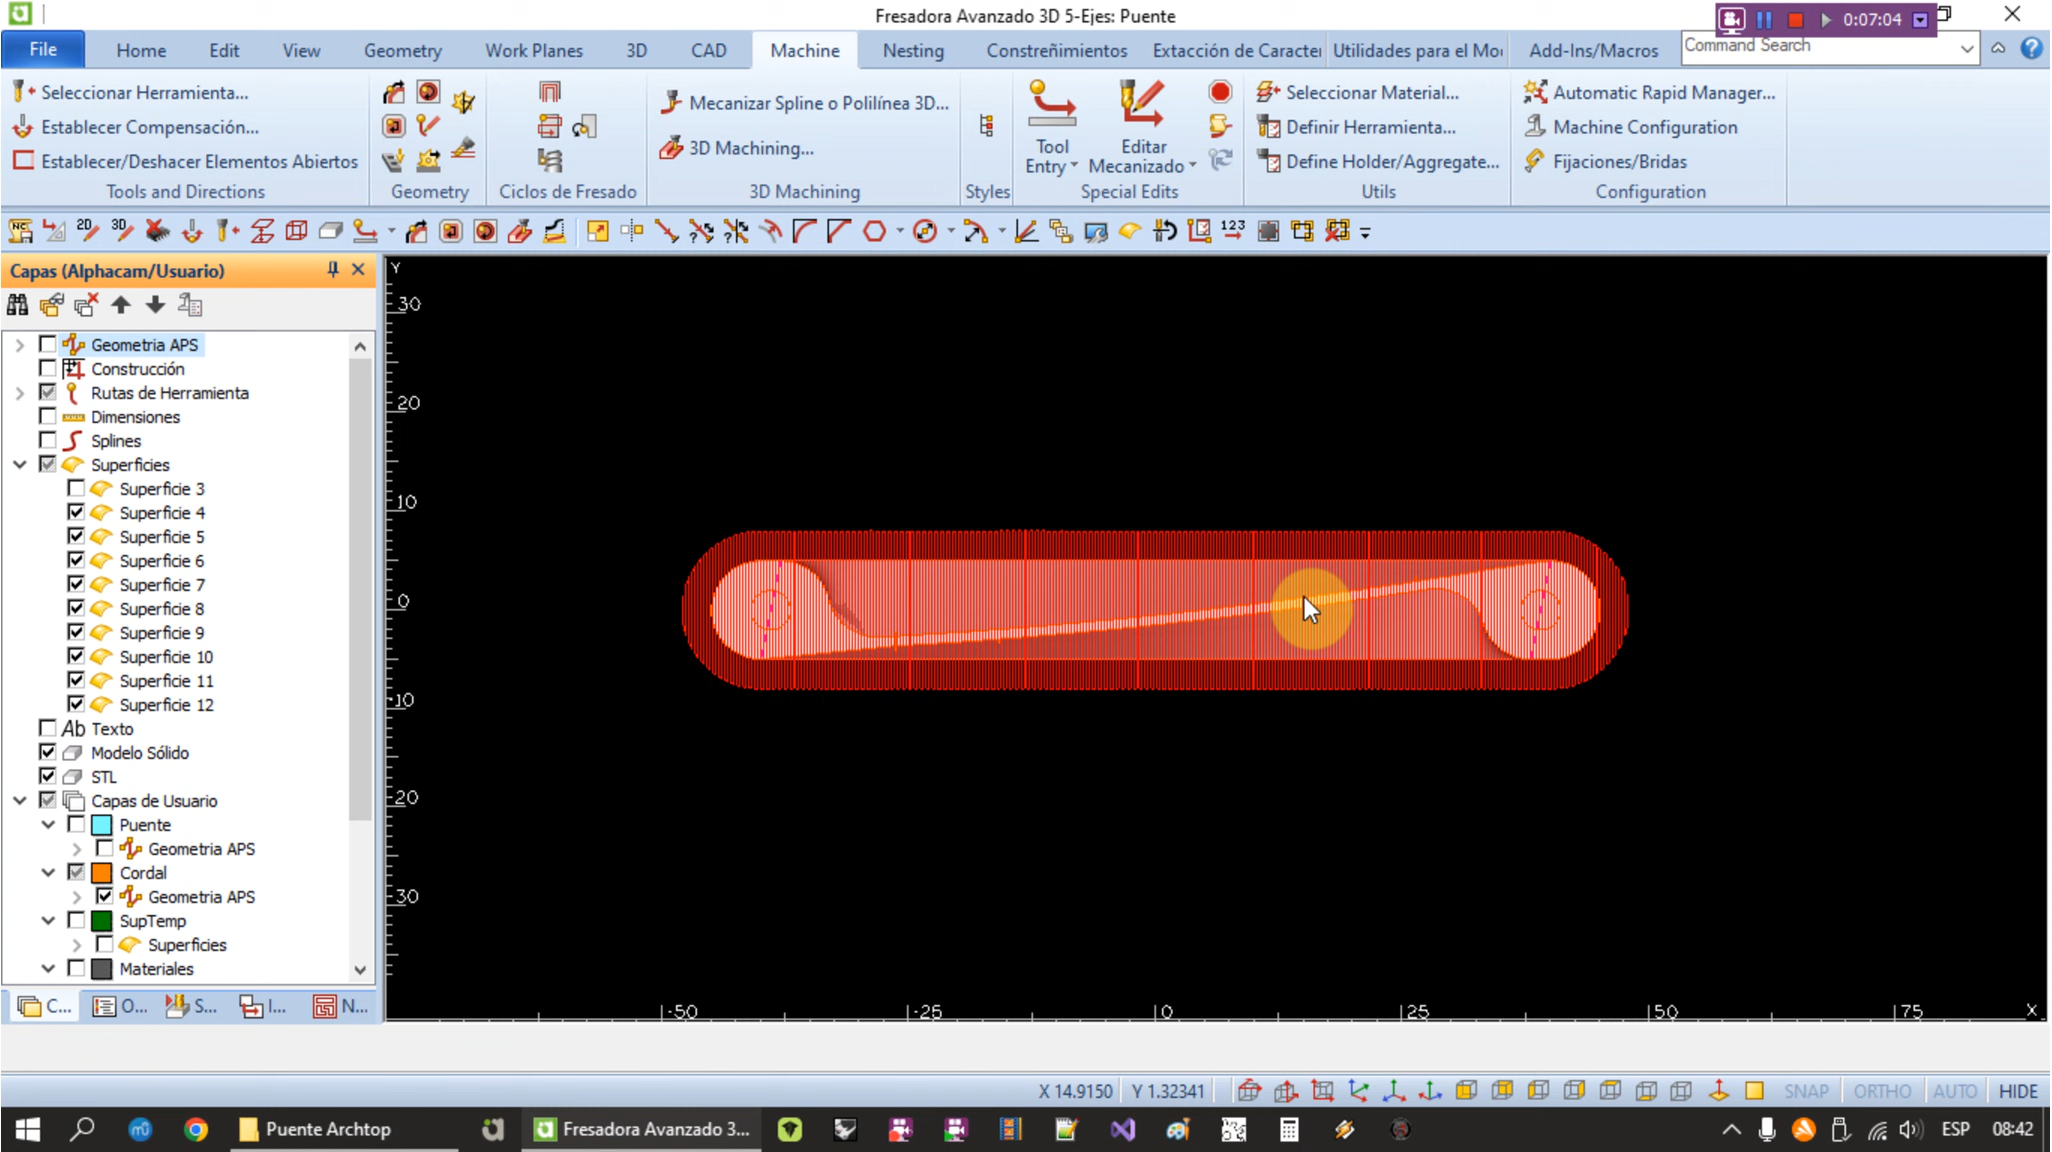 Fresadora Avanzado 3D 5-Ejes: Puente
0:07:04
File
Home
Edit
View
Geometry
Work Planes
3D
CAD
Machine
Nesting
Constreñimientos
Extacción de Caracte
Utilidades para el Mo
Add-Ins/Macros
Command Search
Seleccionar Herramienta...
Establecer Compensación...
Establecer/Deshacer Elementos Abiertos
Tools and Directions
Geometry
Ciclos de Fresado
Mecanizar Spline o Polilínea 3D...
3D Machining...
3D Machining
Styles
Tool
Entry
Editar
Mecanizado
Special Edits
Seleccionar Material...
Definir Herramienta...
Define Holder/Aggregate...
Utils
Automatic Rapid Manager...
Machine Configuration
Fijaciones/Bridas
Configuration
NC
2D
3D
123
Capas (Alphacam/Usuario)
Geometria APS
Construcción
Rutas de Herramienta
Dimensiones
Splines
Superficies
Superficie 3
Superficie 4
Superficie 5
Superficie 6
Superficie 7
Superficie 8
Superficie 9
Superficie 10
Superficie 11
Superficie 12
Ab Texto
Modelo Sólido
STL
Capas de Usuario
Puente
Geometria APS
Cordal
Geometria APS
SupTemp
Superficies
Materiales
C...
O...
S...
I...
N...
Y
30
20
10
0
-10
-20
-30
-50
-25
0
25
50
75
X
X 14.9150
Y 1.32341
SNAP
ORTHO
AUTO
HIDE
Puente Archtop
Fresadora Avanzado 3...
ESP
08:42